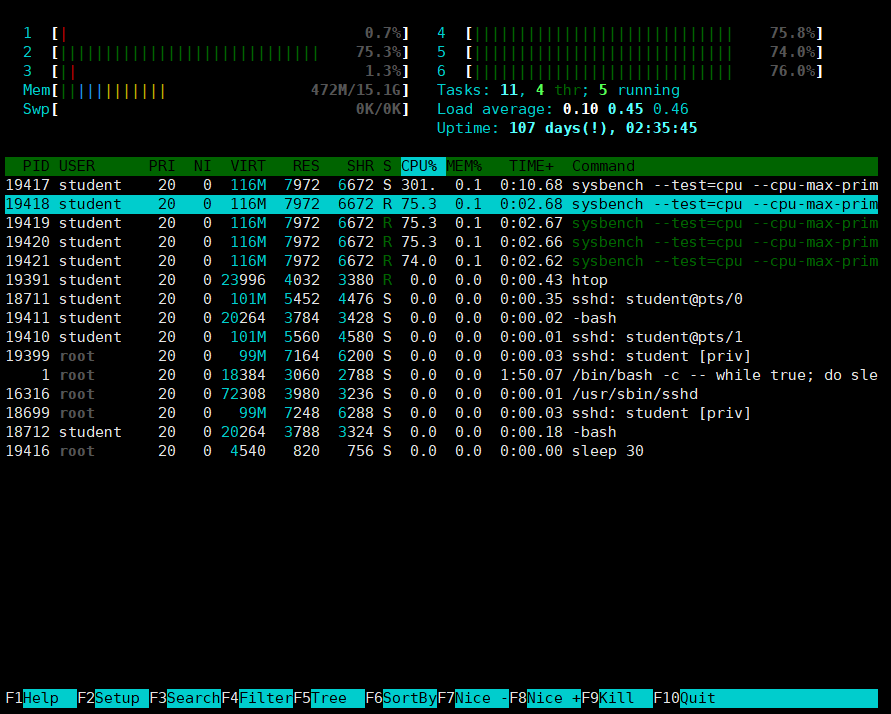 1 [| 0.7%] 4 [||||||||||||||||||||||||||||| 75.8%]
2 [||||||||||||||||||||||||||||| 75.3%] 5 [||||||||||||||||||||||||||||| 74.0%]
3 [|| 1.3%] 6 [||||||||||||||||||||||||||||| 76.0%]
Mem[|||||||||||| 472M/15.1G] Tasks: 11, 4 thr; 5 running
Swp[ 0K/0K] Load average: 0.10 0.45 0.46
Uptime: 107 days(!), 02:35:45
PID USER PRI NI VIRT RES SHR S CPU% MEM% TIME+ Command
19417 student 20 0 116M 7972 6672 S 301. 0.1 0:10.68 sysbench --test=cpu --cpu-max-prim
19418 student 20 0 116M 7972 6672 R 75.3 0.1 0:02.68 sysbench --test=cpu --cpu-max-prim
19419 student 20 0 116M 7972 6672 R 75.3 0.1 0:02.67 sysbench --test=cpu --cpu-max-prim
19420 student 20 0 116M 7972 6672 R 75.3 0.1 0:02.66 sysbench --test=cpu --cpu-max-prim
19421 student 20 0 116M 7972 6672 R 74.0 0.1 0:02.62 sysbench --test=cpu --cpu-max-prim
19391 student 20 0 23996 4032 3380 R 0.0 0.0 0:00.43 htop
18711 student 20 0 101M 5452 4476 S 0.0 0.0 0:00.35 sshd: student@pts/0
19411 student 20 0 20264 3784 3428 S 0.0 0.0 0:00.02 -bash
19410 student 20 0 101M 5560 4580 S 0.0 0.0 0:00.01 sshd: student@pts/1
19399 root 20 0 99M 7164 6200 S 0.0 0.0 0:00.03 sshd: student [priv]
1 root 20 0 18384 3060 2788 S 0.0 0.0 1:50.07 /bin/bash -c -- while true; do sle
16316 root 20 0 72308 3980 3236 S 0.0 0.0 0:00.01 /usr/sbin/sshd
18699 root 20 0 99M 7248 6288 S 0.0 0.0 0:00.03 sshd: student [priv]
18712 student 20 0 20264 3788 3324 S 0.0 0.0 0:00.18 -bash
19416 root 20 0 4540 820 756 S 0.0 0.0 0:00.00 sleep 30
F1Help F2Setup F3SearchF4FilterF5Tree F6SortByF7Nice -F8Nice +F9Kill F10Quit